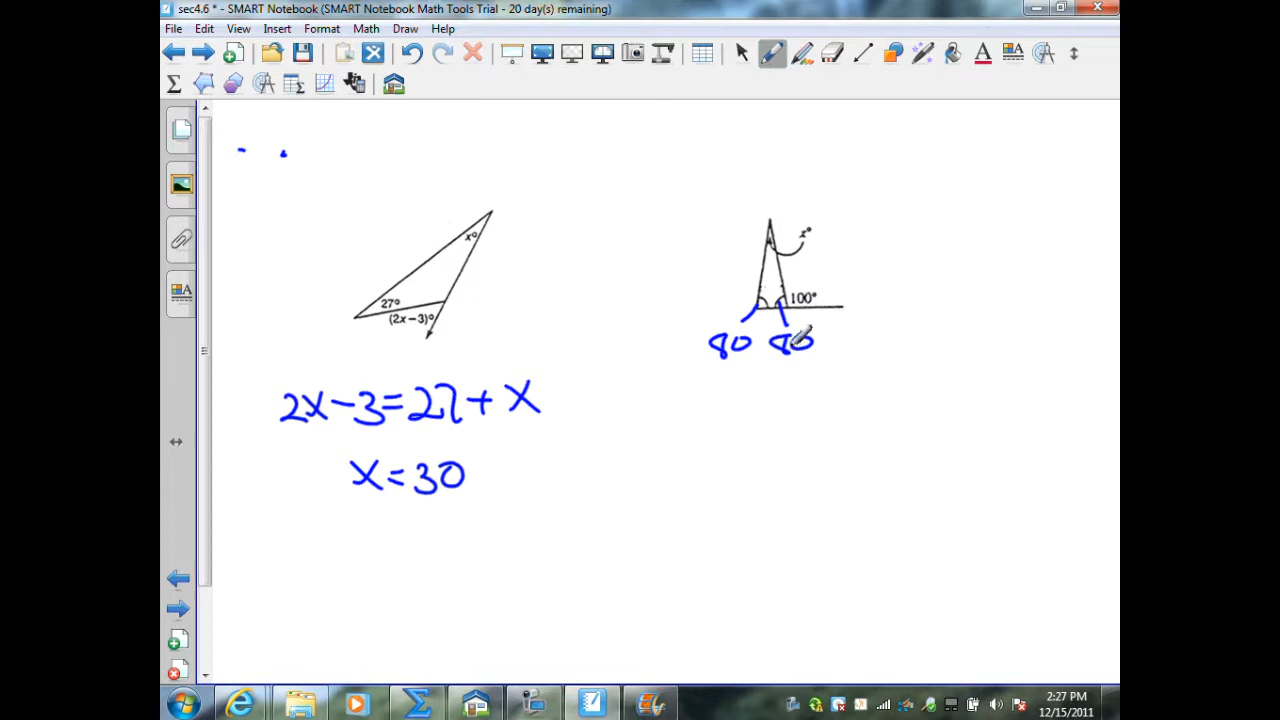 sec4.6 * - SMART Notebook (SMART Notebook Math Tools Trial - 20 day(s) remaining)
File Edit View Insert Format Math Draw Help
x°
27°
(2x-3)°
x°
100°
80 80
2x-3=27+x
x=30
2:27 PM
12/15/2011